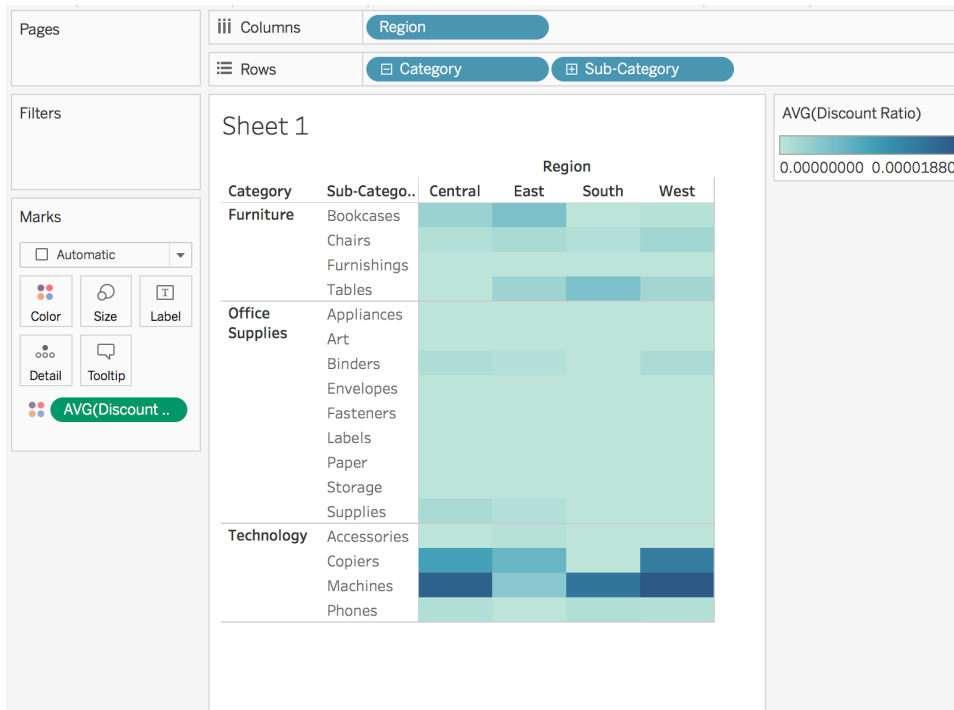 Pages
Columns
Region
Rows
Category
Sub-Category
Filters
Marks
Automatic
Color
Size
Label
Detail
Tooltip
AVG(Discount ..
Sheet 1
Region
Category Sub-Catego.. Central East South West
Furniture Bookcases
Chairs
Furnishings
Tables
Office Supplies Appliances
Art
Binders
Envelopes
Fasteners
Labels
Paper
Storage
Supplies
Technology Accessories
Copiers
Machines
Phones
AVG(Discount Ratio)
0.00000000 0.00001880